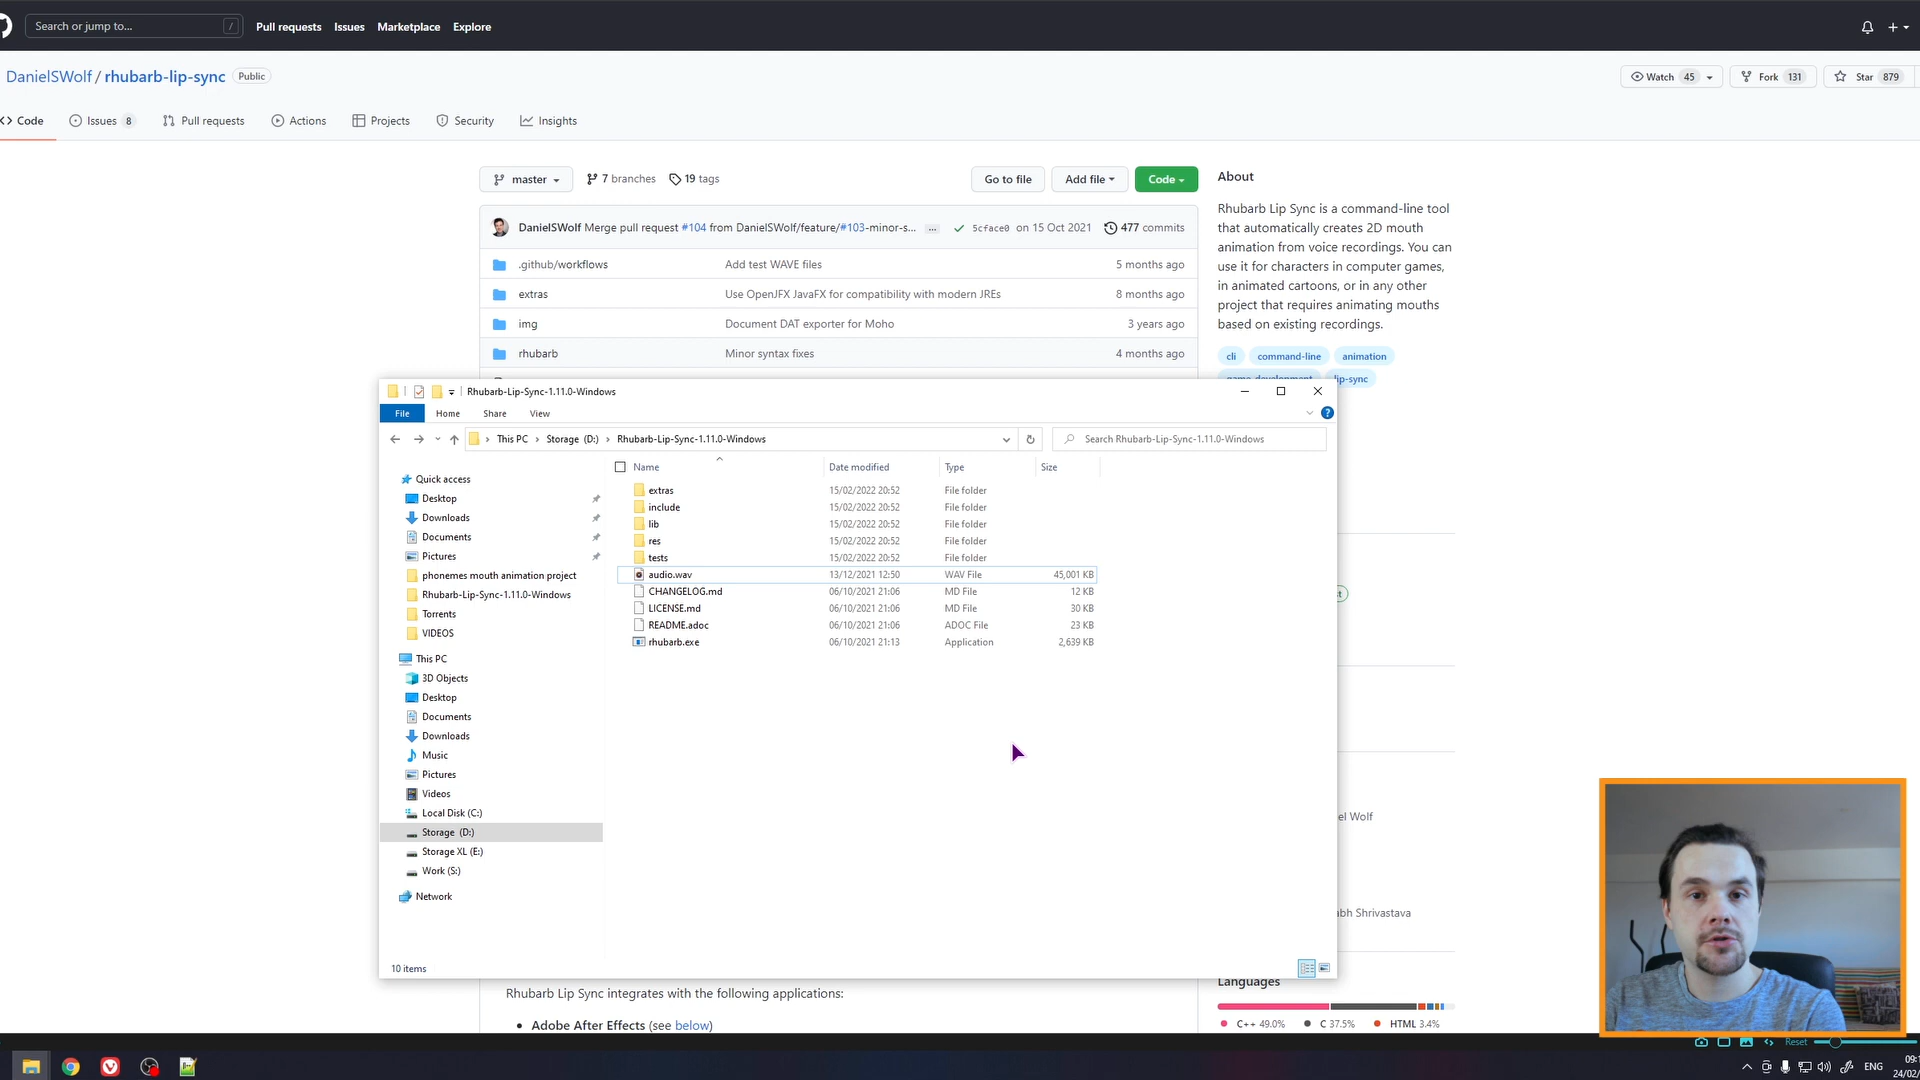 Search or jump to... /
Pull requests Issues Marketplace Explore
DanielSWolf / rhubarb-lip-sync Public
Watch 45 Fork 131 Star 879
Code Issues 8 Pull requests Actions Projects Security Insights
master 7 branches 19 tags Go to file Add file Code
DanielSWolf Merge pull request #104 from DanielSWolf/feature/#103-minor-s... ... 5cface0 on 15 Oct 2021 477 commits
.github/workflows Add test WAVE files 5 months ago
extras Use OpenJFX JavaFX for compatibility with modern JREs 8 months ago
img Document DAT exporter for Moho 3 years ago
rhubarb Minor syntax fixes 4 months ago
About
Rhubarb Lip Sync is a command-line tool
that automatically creates 2D mouth
animation from voice recordings. You can
use it for characters in computer games,
in animated cartoons, or in any other
project that requires animating mouths
based on existing recordings.
cli command-line animation
game-development lip-sync
Rhubarb-Lip-Sync-1.11.0-Windows
File Home Share View
This PC > Storage (D:) > Rhubarb-Lip-Sync-1.11.0-Windows
Search Rhubarb-Lip-Sync-1.11.0-Windows
Quick access
Desktop
Downloads
Documents
Pictures
phonemes mouth animation project
Rhubarb-Lip-Sync-1.11.0-Windows
Torrents
VIDEOS
This PC
3D Objects
Desktop
Documents
Downloads
Music
Pictures
Videos
Local Disk (C:)
Storage (D:)
Storage XL (E:)
Work (S:)
Network
Name Date modified Type Size
extras 15/02/2022 20:52 File folder
include 15/02/2022 20:52 File folder
lib 15/02/2022 20:52 File folder
res 15/02/2022 20:52 File folder
tests 15/02/2022 20:52 File folder
audio.wav 13/12/2021 12:50 WAV File 45,001 KB
CHANGELOG.md 06/10/2021 21:06 MD File 12 KB
LICENSE.md 06/10/2021 21:06 MD File 30 KB
README.adoc 06/10/2021 21:06 ADOC File 23 KB
rhubarb.exe 06/10/2021 21:13 Application 2,639 KB
10 items
el Wolf
bh Shrivastava
Rhubarb Lip Sync integrates with the following applications:
Adobe After Effects (see below)
Languages
C++ 49.0% C 37.5% HTML 3.4%
Reset
ENG
09:1
24/02/